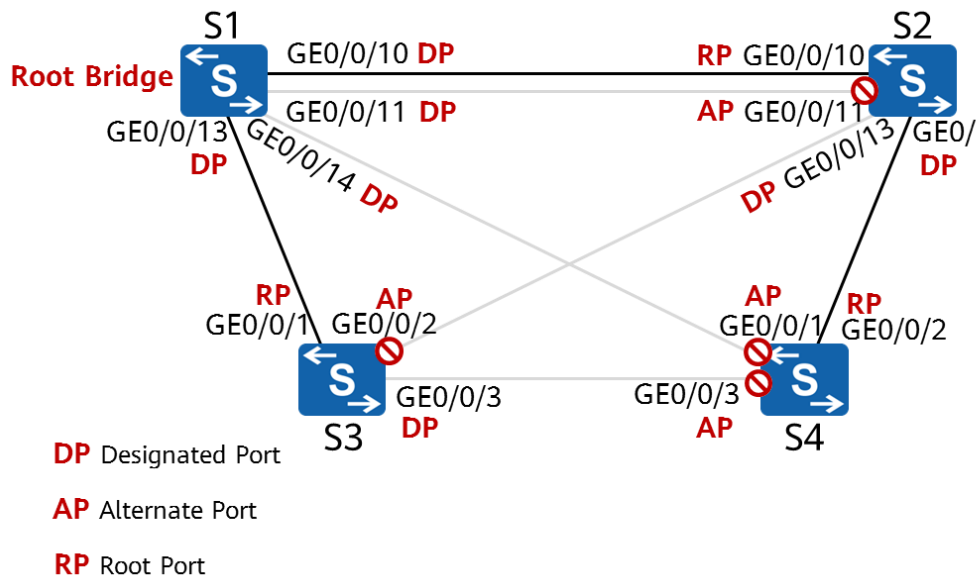 S1
S2
GE0/0/10 DP
RP GE0/0/10
Root Bridge
S
S
GE0/0/11 DP
AP GE0/0/11
GE0/0/13
DP
GE0/0/14 DP
DP GE0/0/13
GE0/
DP
RP
GE0/0/1
AP
GE0/0/2
AP
GE0/0/1
RP
GE0/0/2
S
S
GE0/0/3
DP
GE0/0/3
AP
S3
S4
DP Designated Port
AP Alternate Port
RP Root Port